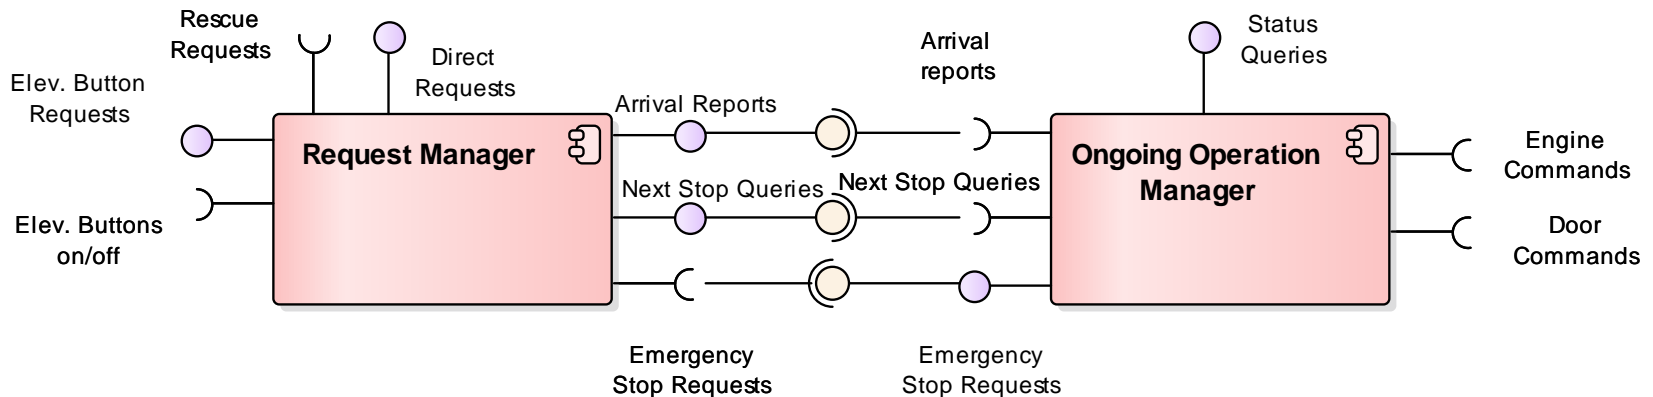 Rescue
Requests
Elev. Button
Requests
Direct
Requests
Elev. Buttons
on/off
Request Manager
Arrival Reports
Next Stop Queries
Emergency
Stop Requests
Arrival
reports
Next Stop Queries
Emergency
Stop Requests
Status
Queries
Ongoing Operation
Manager
Engine
Commands
Door
Commands